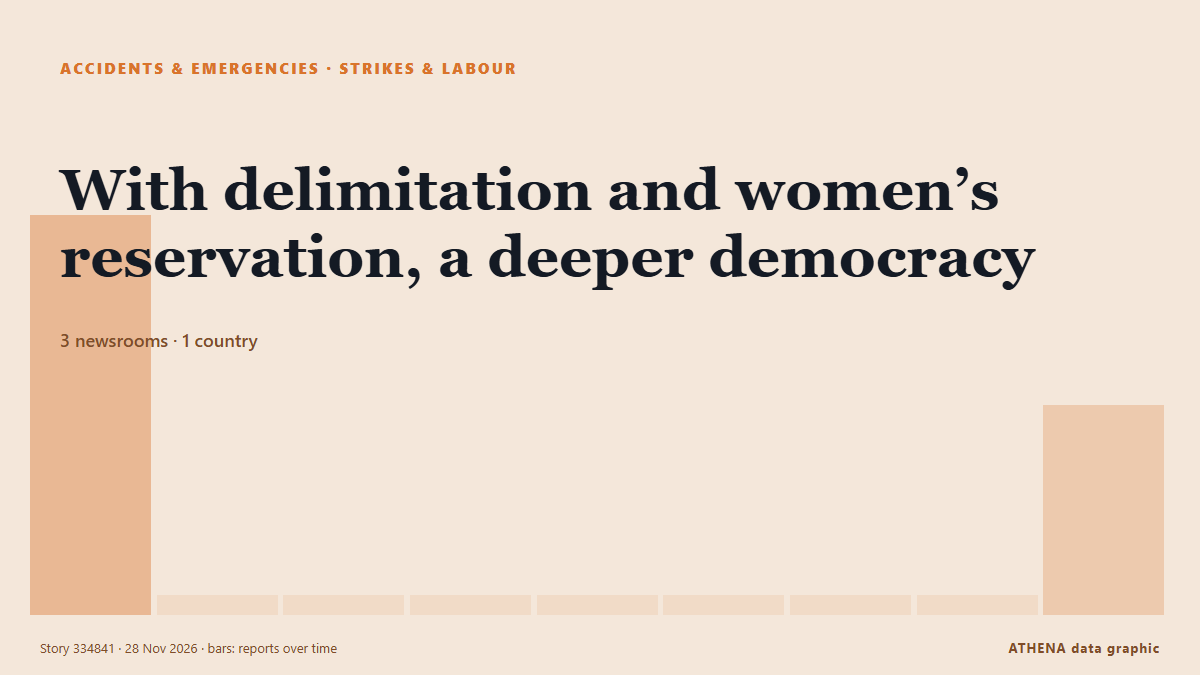 ACCIDENTS & EMERGENCIES · STRIKES & LABOUR
With delimitation and women’s
reservation, a deeper democracy
3 newsrooms · 1 country
Story 334841 · 28 Nov 2026 · bars: reports over time
ATHENA data graphic